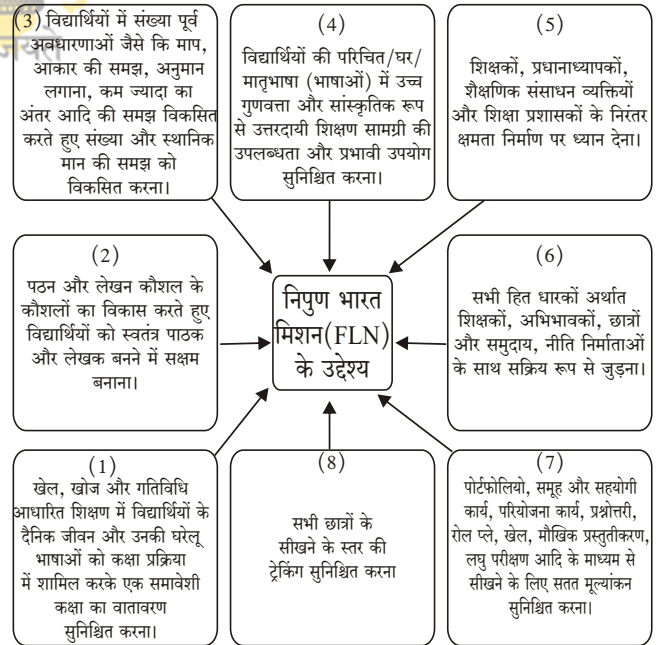 (3) विद्यार्थियों में संख्या पूर्व
अवधारणाओं जैसे कि माप,
आकार की समझ, अनुमान
लगाना, कम ज्यादा का
अंतर आदि की समझ विकसित
करते हुए संख्या और स्थानिक
मान की समझ को
विकसित करना।
(4)
विद्यार्थियों की परिचित/घर/
मातृभाषा (भाषाओं) में उच्च
गुणवत्ता और सांस्कृतिक रूप
से उत्तरदायी शिक्षण सामग्री की
उपलब्धता और प्रभावी उपयोग
सुनिश्चित करना।
(5)
शिक्षकों, प्रधानाध्यापकों,
शैक्षणिक संसाधन व्यक्तियों
और शिक्षा प्रशासकों के निरंतर
क्षमता निर्माण पर ध्यान देना।
(2)
पठन और लेखन कौशल के
कौशलों का विकास करते हुए
विद्यार्थियों को स्वतंत्र पाठक
और लेखक बनने में सक्षम
बनाना।
निपुण भारत
मिशन(FLN)
के उद्देश्य
(6)
सभी हित धारकों अर्थात
शिक्षकों, अभिभावकों, छात्रों
और समुदाय, नीति निर्माताओं
के साथ सक्रिय रूप से जुड़ना।
(1)
खेल, खोज और गतिविधि
आधारित शिक्षण में विद्यार्थियों के
दैनिक जीवन और उनकी घरेलू
भाषाओं को कक्षा प्रक्रिया
में शामिल करके एक समावेशी
कक्षा का वातावरण
सुनिश्चित करना।
(8)
सभी छात्रों के
सीखने के स्तर की
ट्रेकिंग सुनिश्चित करना
(7)
पोर्टफोलियो, समूह और सहयोगी
कार्य, परियोजना कार्य, प्रश्नोत्तरी,
रोल प्ले, खेल, मौखिक प्रस्तुतीकरण,
लघु परीक्षण आदि के माध्यम से
सीखने के लिए सतत मूल्यांकन
सुनिश्चित करना।